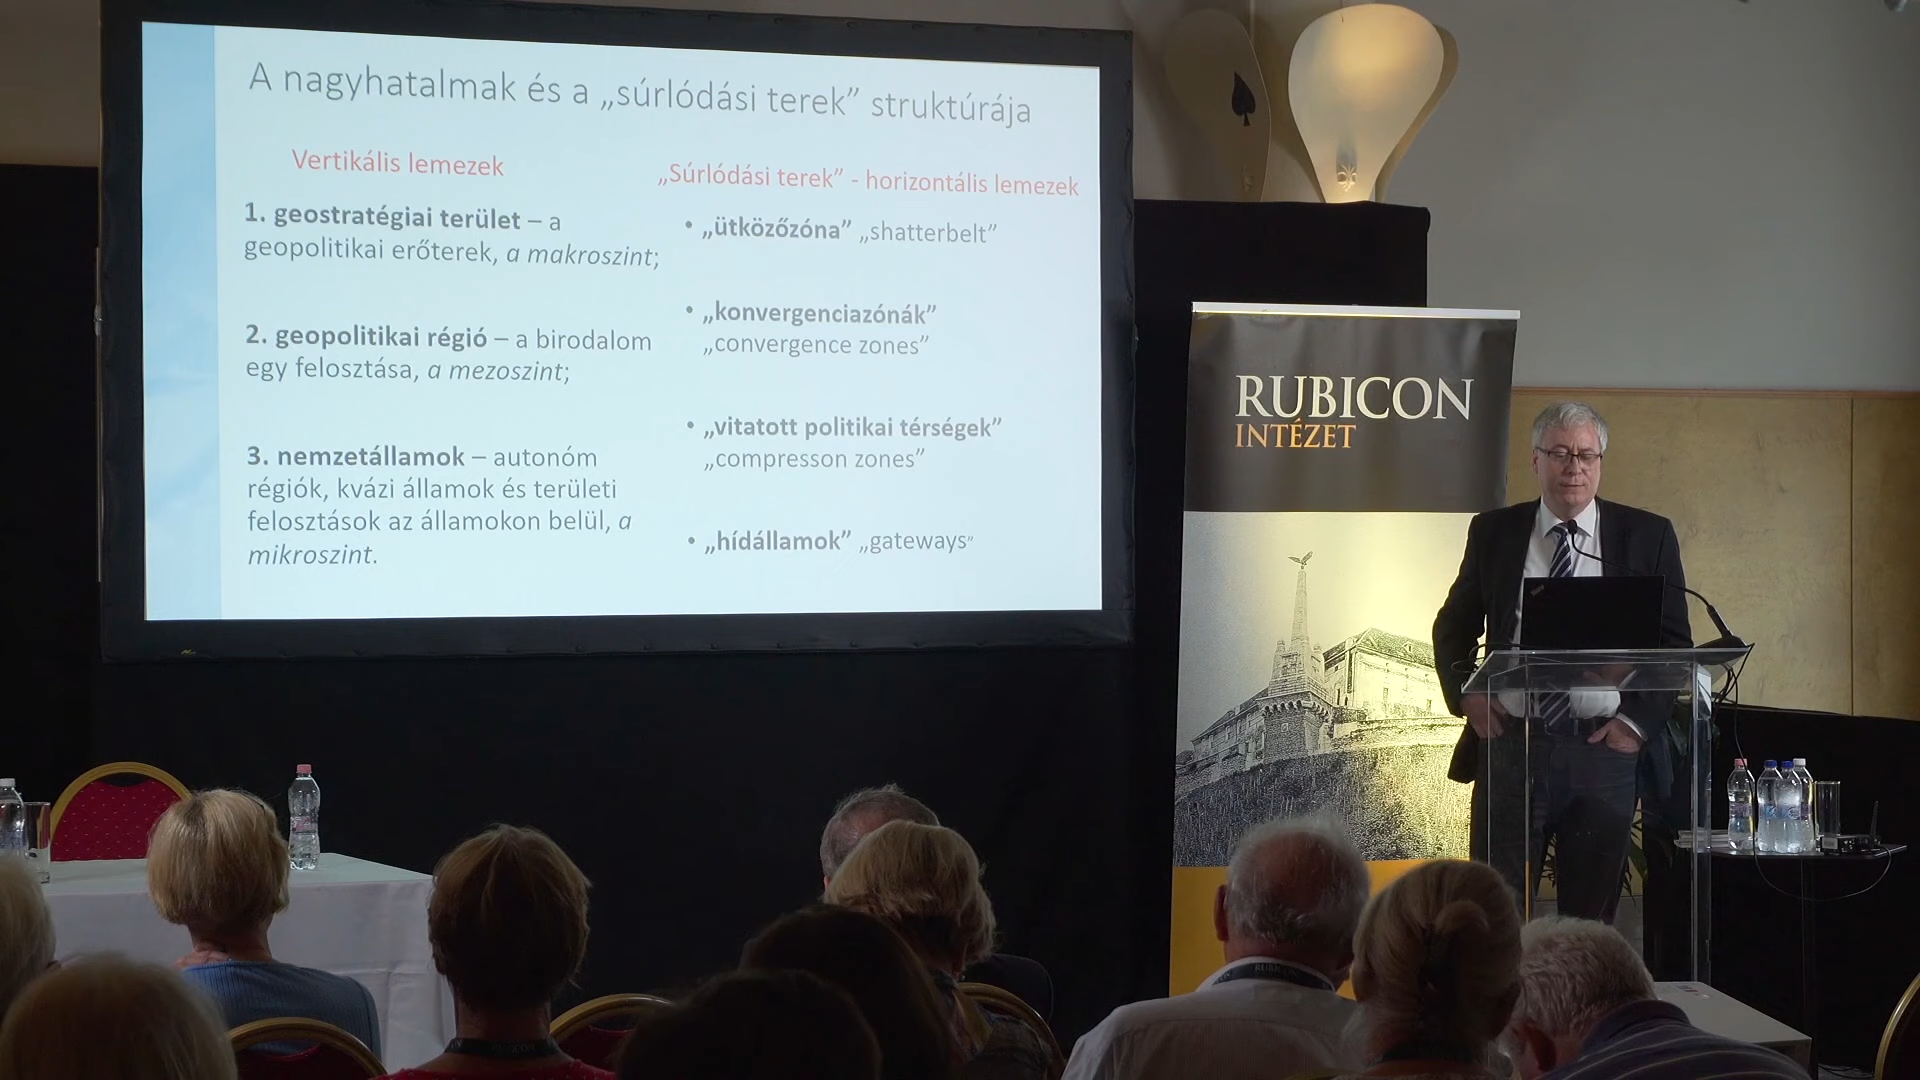 A nagyhatalmak és a „súrlódási terek” struktúrája
Vertikális lemezek
1. geostratégiai terület – a
geopolitikai erőterek, a makroszint;
2. geopolitikai régió – a birodalom
egy felosztása, a mezoszint;
3. nemzetállamok – autonóm
régiók, kvázi államok és területi
felosztások az államokon belül, a
mikroszint.
„Súrlódási terek” - horizontális lemezek
• „ütközőzóna” „shatterbelt”
• „konvergenciazónák”
„convergence zones”
• „vitatott politikai térségek”
„compresson zones”
• „hídállamok” „gateways”
RUBICON
INTÉZET
RUBICON
RUBICON